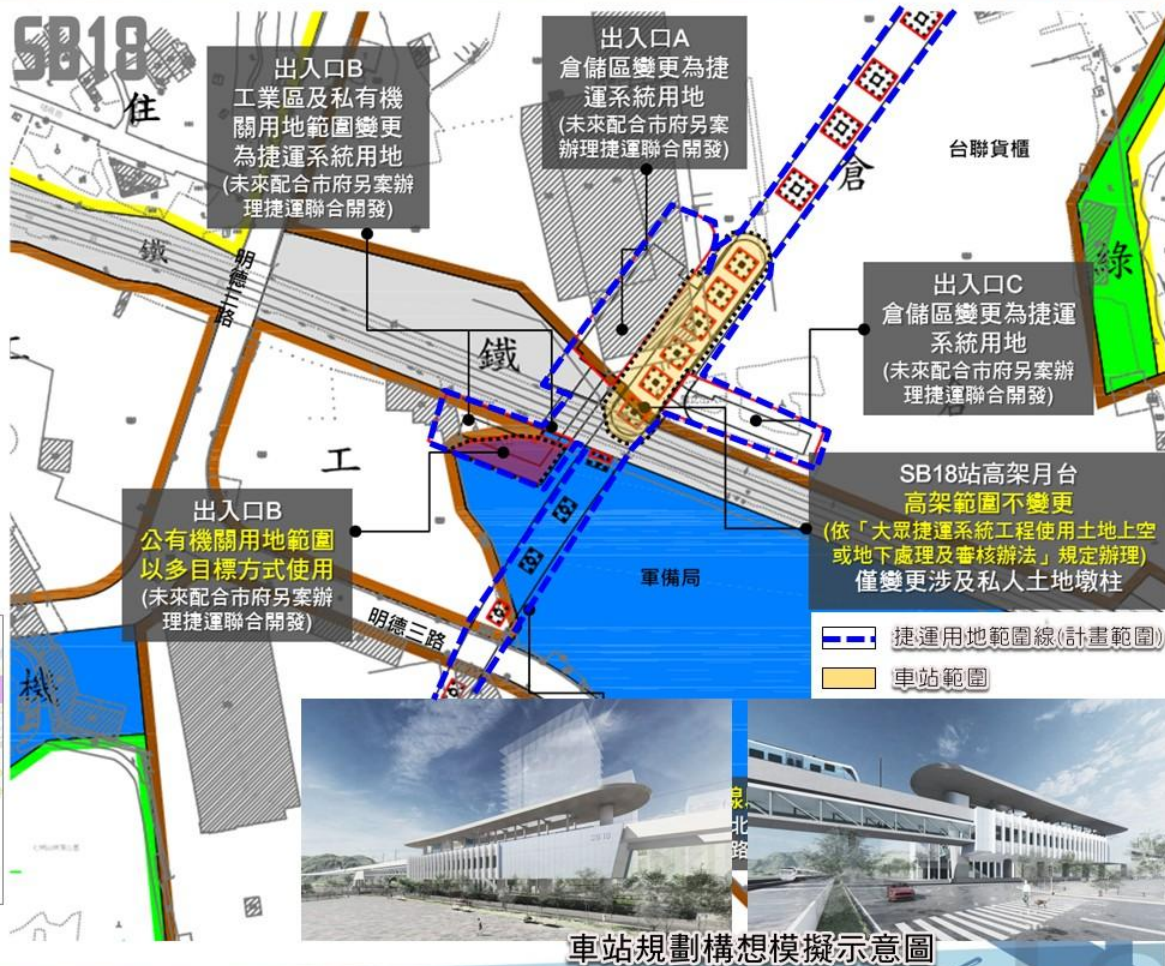 SB18
住
出入口B
工業區及私有機
關用地範圍變更
為捷運系統用地
(未來配合市府另案辦
理捷運聯合開發)
出入口A
倉儲區變更為捷
運系統用地
(未來配合市府另案
辦理捷運聯合開發)
倉
台聯貨櫃
綠
鐵
明德三路
鐵
出入口C
倉儲區變更為捷運
系統用地
(未來配合市府另案辦
理捷運聯合開發)
工
工
出入口B
公有機關用地範圍
以多目標方式使用
(未來配合市府另案辦
理捷運聯合開發)
SB18站高架月台
高架範圍不變更
(依「大眾捷運系統工程使用土地上空
或地下處理及審核辦法」規定辦理)
僅變更涉及私人土地墩柱
軍備局
明德三路
機
捷運用地範圍線(計畫範圍)
車站範圍
北
路
車站規劃構想模擬示意圖